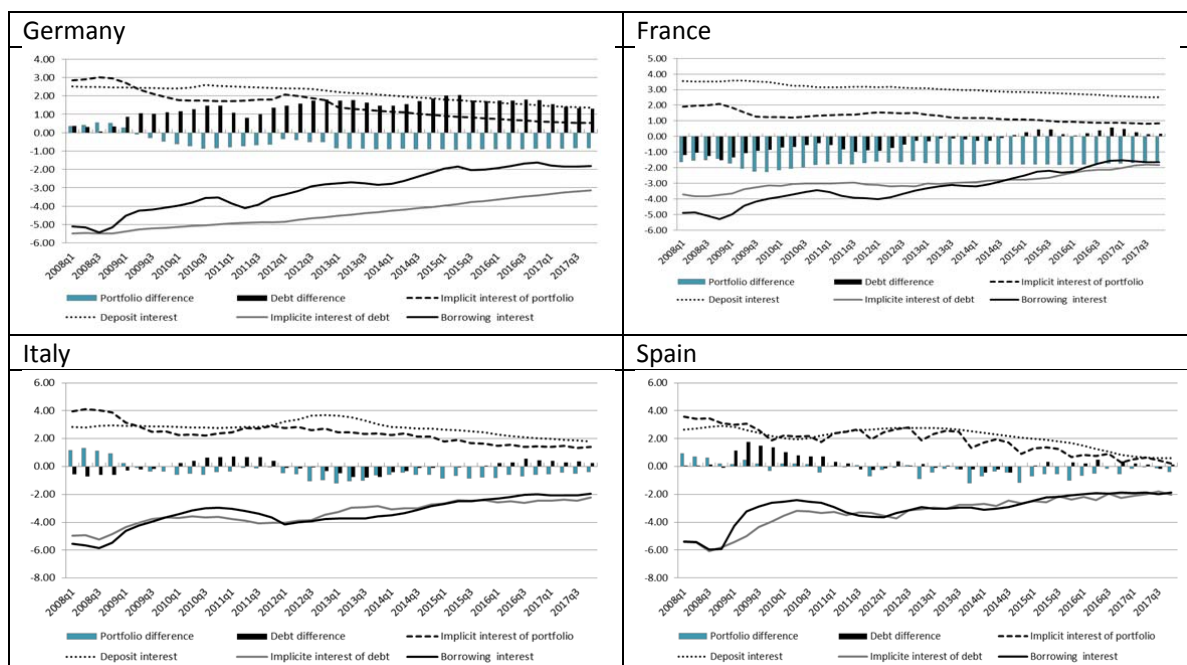 Germany
4.00
3.00
2.00
1.00
0.00
-1.00
-2.00
-3.00
-4.00
-5.00
-6.00
2008q1
2008q3
2009q1
2009q3
2010q1
2010q3
2011q1
2011q3
2012q1
2012q3
2013q1
2013q3
2014q1
2014q3
2015q1
2015q3
2016q1
2016q3
2017q1
2017q3
Portfolio difference Debt difference Implicit interest of portfolio
Deposit interest Implicite interest of debt Borrowing interest
France
5.00
4.00
3.00
2.00
1.00
0.00
-1.00
-2.00
-3.00
-4.00
-5.00
-6.00
2008q1
2008q3
2009q1
2009q3
2010q1
2010q3
2011q1
2011q3
2012q1
2012q3
2013q1
2013q3
2014q1
2014q3
2015q1
2015q3
2016q1
2016q3
2017q1
2017q3
Portfolio difference Debt difference Implicit interest of portfolio
Deposit interest Implicite interest of debt Borrowing interest
Italy
6.00
4.00
2.00
0.00
-2.00
-4.00
-6.00
-8.00
2008q1
2008q3
2009q1
2009q3
2010q1
2010q3
2011q1
2011q3
2012q1
2012q3
2013q1
2013q3
2014q1
2014q3
2015q1
2015q3
2016q1
2016q3
2017q1
2017q3
Portfolio difference Debt difference Implicit interest of portfolio
Deposit interest Implicite interest of debt Borrowing interest
Spain
6.00
4.00
2.00
0.00
-2.00
-4.00
-6.00
-8.00
2008q1
2008q3
2009q1
2009q3
2010q1
2010q3
2011q1
2011q3
2012q1
2012q3
2013q1
2013q3
2014q1
2014q3
2015q1
2015q3
2016q1
2016q3
2017q1
2017q3
Portfolio difference Debt difference Implicit interest of portfolio
Deposit interest Implicite interest of debt Borrowing interest